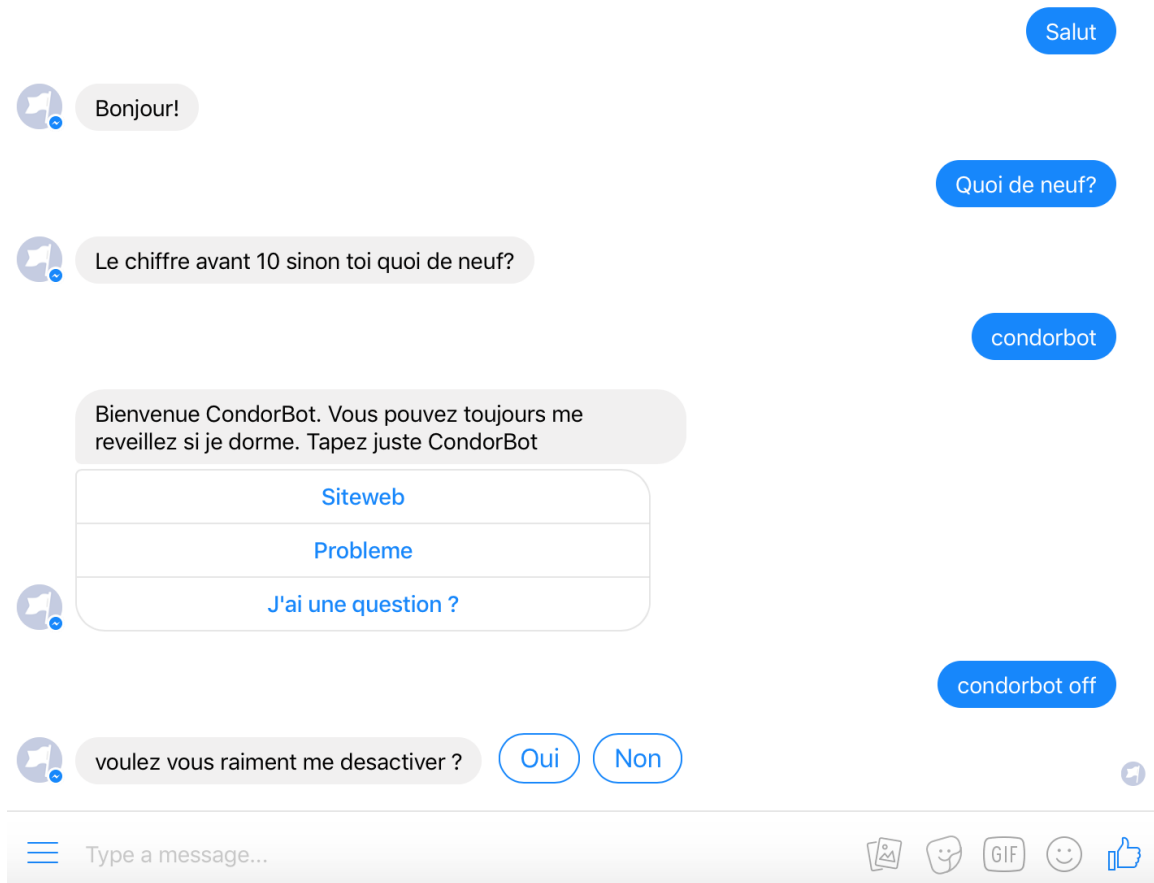 Salut
Bonjour!
Quoi de neuf?
Le chiffre avant 10 sinon toi quoi de neuf?
condorbot
Bienvenue CondorBot. Vous pouvez toujours me
reveillez si je dorme. Tapez juste CondorBot
Siteweb
Probleme
J'ai une question ?
condorbot off
voulez vous raiment me desactiver ?
Oui
Non
Type a message...
GIF